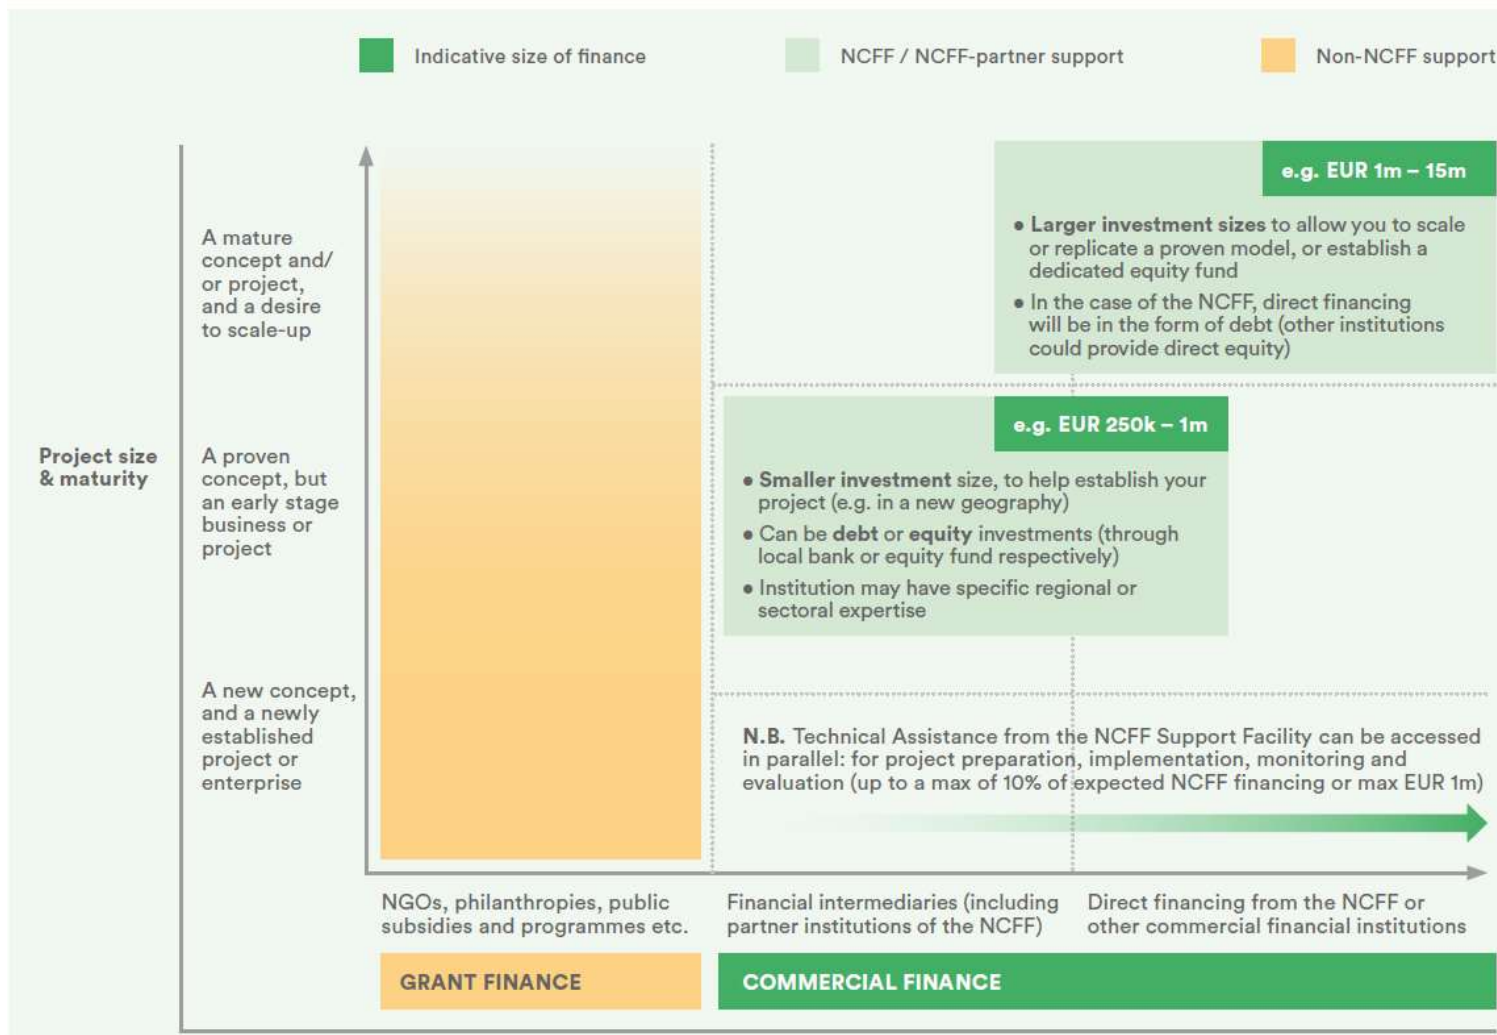 Indicative size of finance
NCFF / NCFF-partner support
Non-NCFF support
Project size
& maturity
A mature
concept and/
or project,
and a desire
to scale-up
A proven
concept, but
an early stage
business or
project
A new concept,
and a newly
established
project or
enterprise
e.g. EUR 1m – 15m
• Larger investment sizes to allow you to scale
or replicate a proven model, or establish a
dedicated equity fund
• In the case of the NCFF, direct financing
will be in the form of debt (other institutions
could provide direct equity)
e.g. EUR 250k – 1m
• Smaller investment size, to help establish your
project (e.g. in a new geography)
• Can be debt or equity investments (through
local bank or equity fund respectively)
• Institution may have specific regional or
sectoral expertise
N.B. Technical Assistance from the NCFF Support Facility can be accessed
in parallel: for project preparation, implementation, monitoring and
evaluation (up to a max of 10% of expected NCFF financing or max EUR 1m)
NGOs, philanthropies, public
subsidies and programmes etc.
Financial intermediaries (including
partner institutions of the NCFF)
Direct financing from the NCFF or
other commercial financial institutions
GRANT FINANCE
COMMERCIAL FINANCE